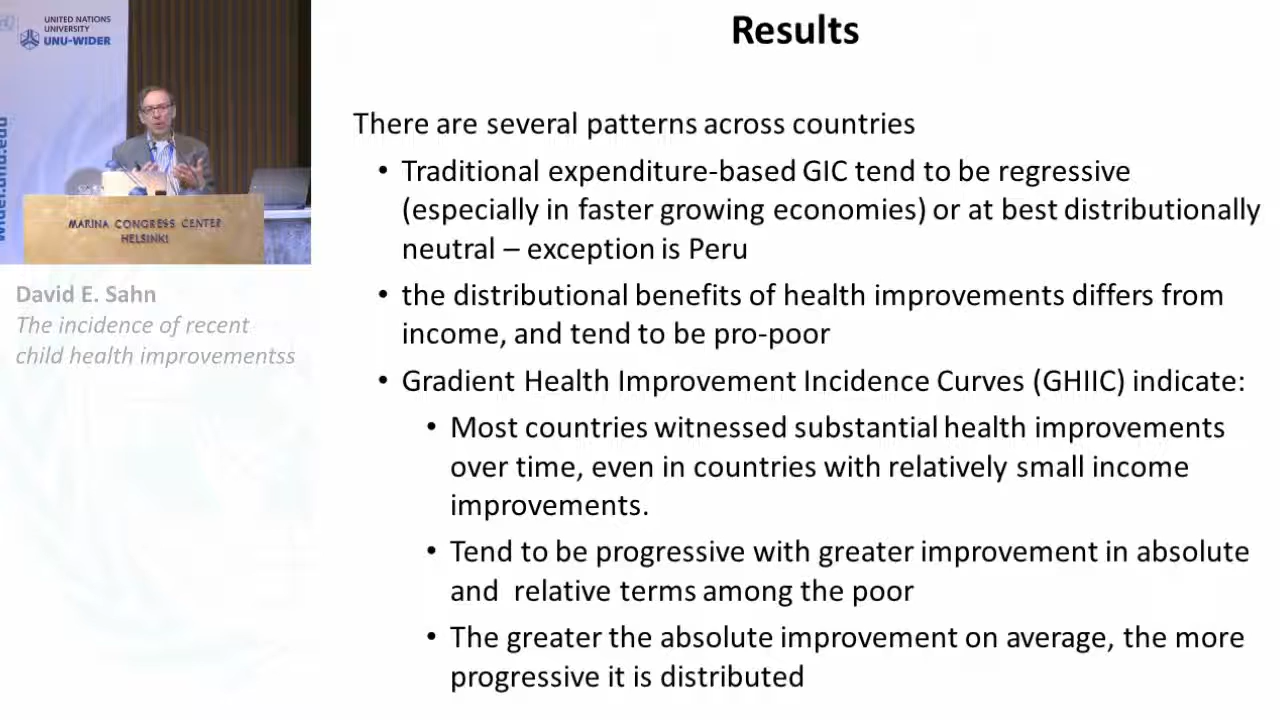 UNITED NATIONS
UNIVERSITY
UNU-WIDER
MARINA CONGRESS CENTER
HELSINKI
David E. Sahn
The incidence of recent
child health improvementss
Results
There are several patterns across countries
• Traditional expenditure-based GIC tend to be regressive
(especially in faster growing economies) or at best distributionally
neutral – exception is Peru
• the distributional benefits of health improvements differs from
income, and tend to be pro-poor
• Gradient Health Improvement Incidence Curves (GHIIC) indicate:
• Most countries witnessed substantial health improvements
over time, even in countries with relatively small income
improvements.
• Tend to be progressive with greater improvement in absolute
and relative terms among the poor
• The greater the absolute improvement on average, the more
progressive it is distributed